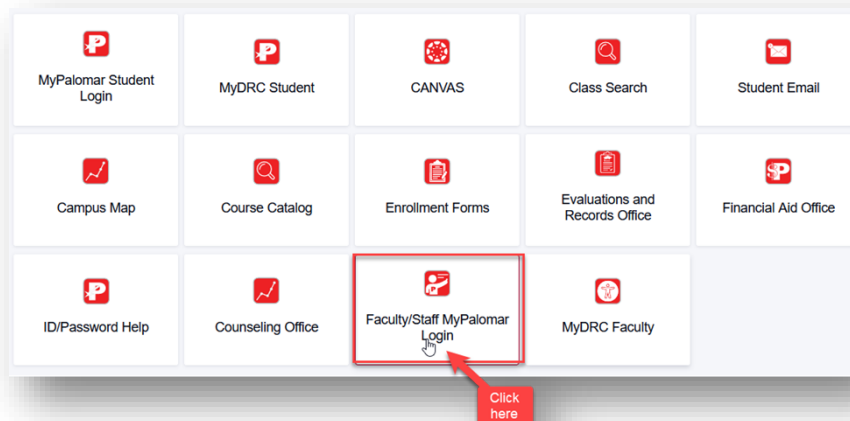 MyPalomar Student
Login
MyDRC Student
CANVAS
Class Search
Student Email
Campus Map
Course Catalog
Enrollment Forms
Evaluations and
Records Office
Financial Aid Office
ID/Password Help
Counseling Office
Faculty/Staff MyPalomar
Login
MyDRC Faculty
Click
here